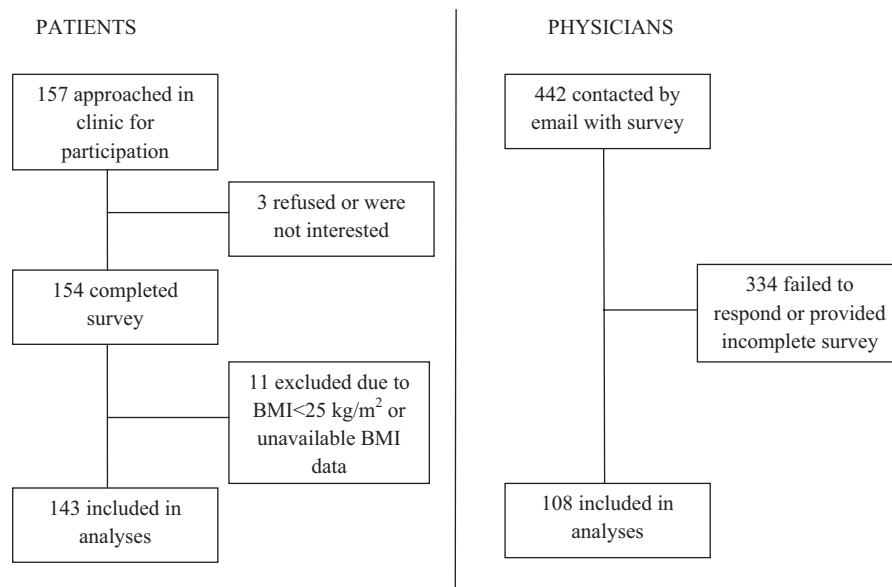 PATIENTS
157 approached in
clinic for
participation
3 refused or were
not interested
154 completed
survey
11 excluded due to
BMI<25 kg/m² or
unavailable BMI
data
143 included in
analyses
PHYSICIANS
442 contacted by
email with survey
334 failed to
respond or provided
incomplete survey
108 included in
analyses